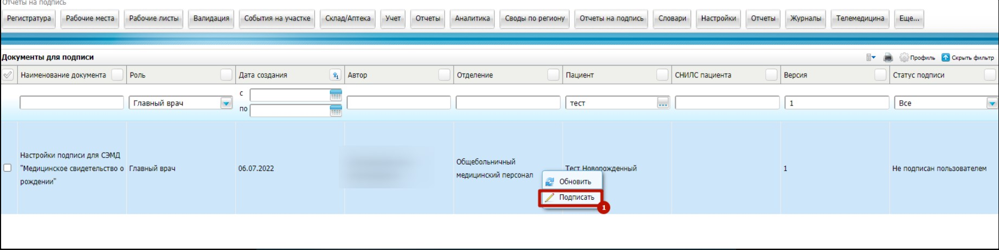 Отчеты на подпись
Регистратура Рабочие места Рабочие листы Валидация События на участке Склад/Аптека Учет Отчеты Аналитика Своды по региону Отчеты на подпись Словари Настройки Отчеты Журналы Телемедицина Еще...
Документы для подписи Профиль Скрыть фильтр
Наименование документа Роль Дата создания 1 Автор Отделение Пациент СНИЛС пациента Версия Статус подписи
с
Главный врач тест ... 1 Все
по
Настройки подписи для СЭМД
"Медицинское свидетельство о
рождении"
Главный врач
06.07.2022
Общебольничный
медицинский персонал
Тест Новорожденный
1
Не подписан пользователем
Обновить
Подписать
1